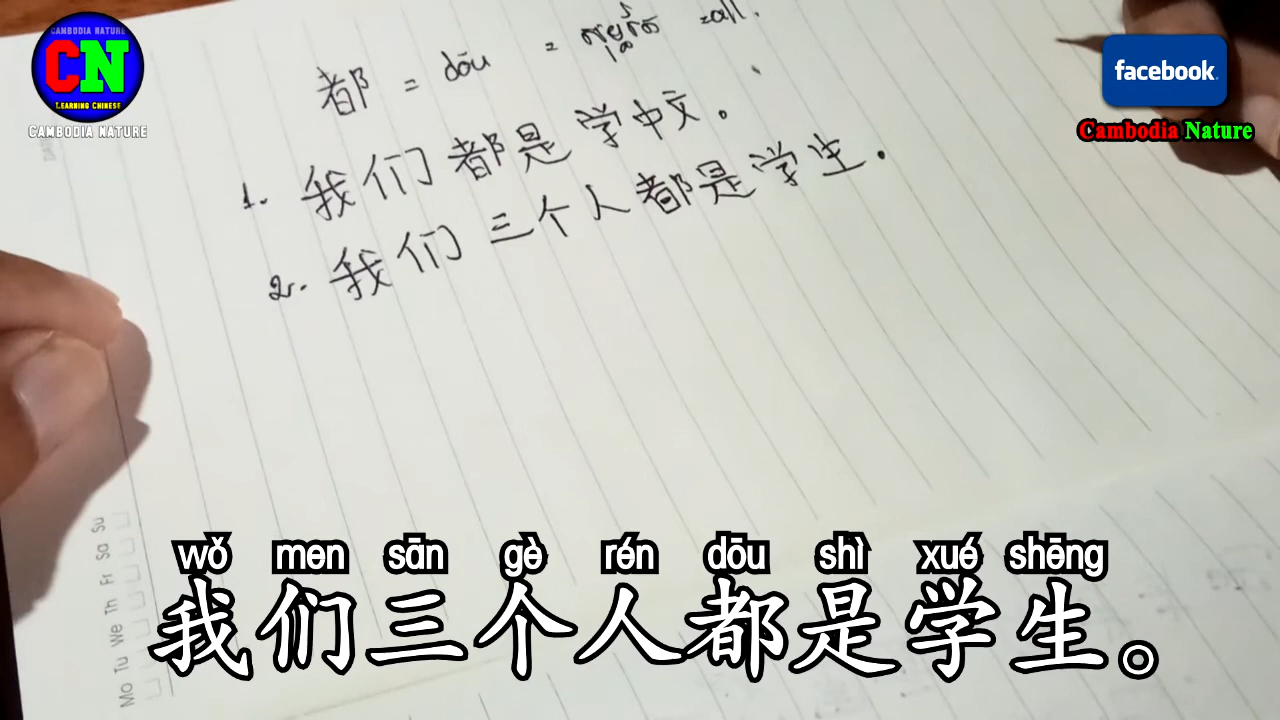 CAMBODIA NATURE
CN
Learning Chinese
CAMBODIA NATURE
facebook
Cambodia Nature
都 = dōu = =all.
1. 我们都是学中文。
2. 我们三个人都是学生.
Mo Tu We Th Fr Sa Su
wǒ men sān gè rén dōu shì xué shēng
我们三个人都是学生。